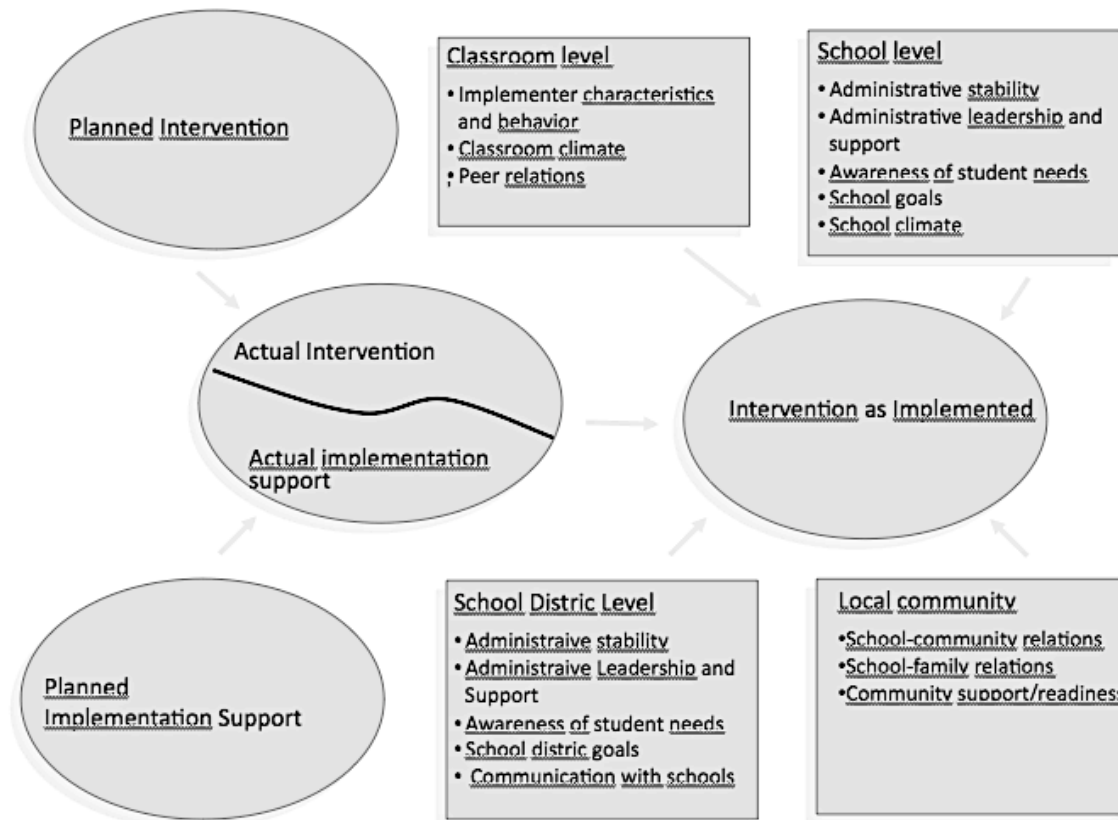 Planned Intervention
Classroom level
• Implementer characteristics
and behavior
• Classroom climate
• Peer relations
School level
• Administrative stability
• Administrative leadership and
support
• Awareness of student needs
• School goals
• School climate
Actual Intervention
Actual implementation
support
Intervention as Implemented
Planned
Implementation Support
School Distric Level
• Administraive stability
• Administraive Leadership and
Support
• Awareness of student needs
• School distric goals
• Communication with schools
Local community
•School-community relations
•School-family relations
•Community support/readiness